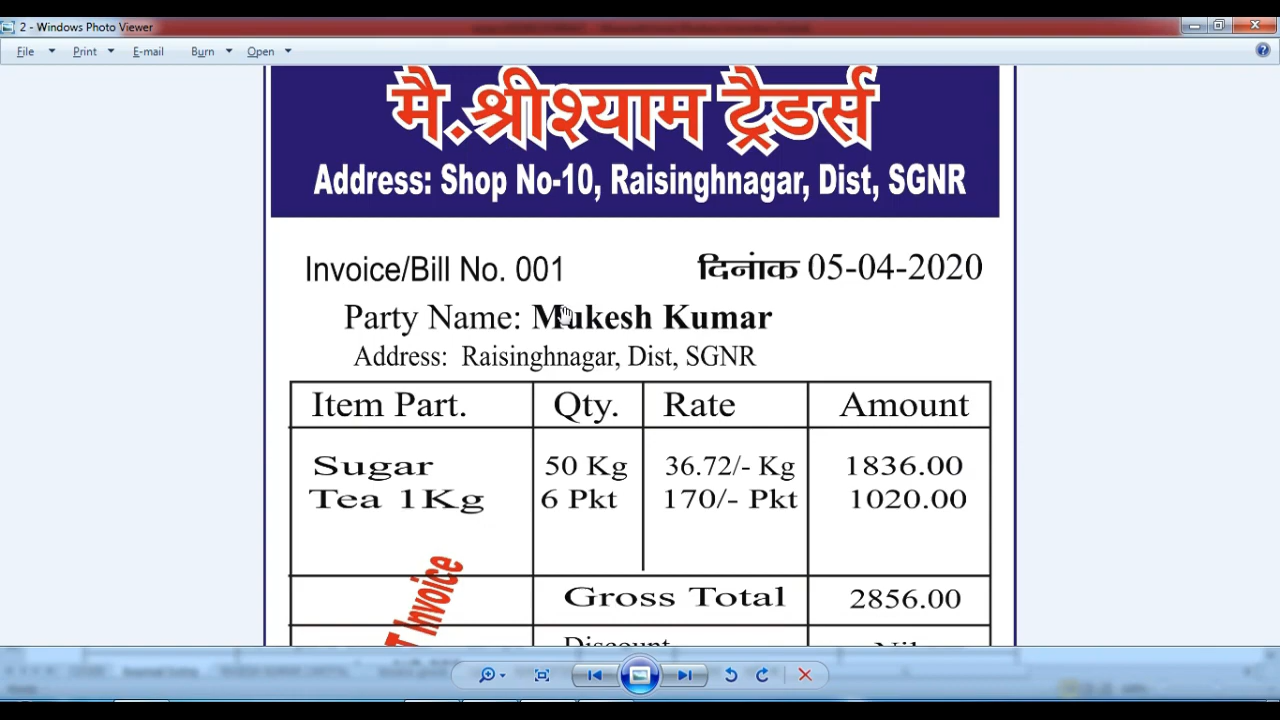 2 - Windows Photo Viewer
File Print E-mail Burn Open
मै.श्रीश्याम ट्रैडर्स
Address: Shop No-10, Raisinghnagar, Dist, SGNR
Invoice/Bill No. 001 दिनांक 05-04-2020
Party Name: Mukesh Kumar
Address: Raisinghnagar, Dist, SGNR
Item Part. Qty. Rate Amount
Sugar 50 Kg 36.72/- Kg 1836.00
Tea 1Kg 6 Pkt 170/- Pkt 1020.00
Gross Total 2856.00
T Invoice
Discount Nil